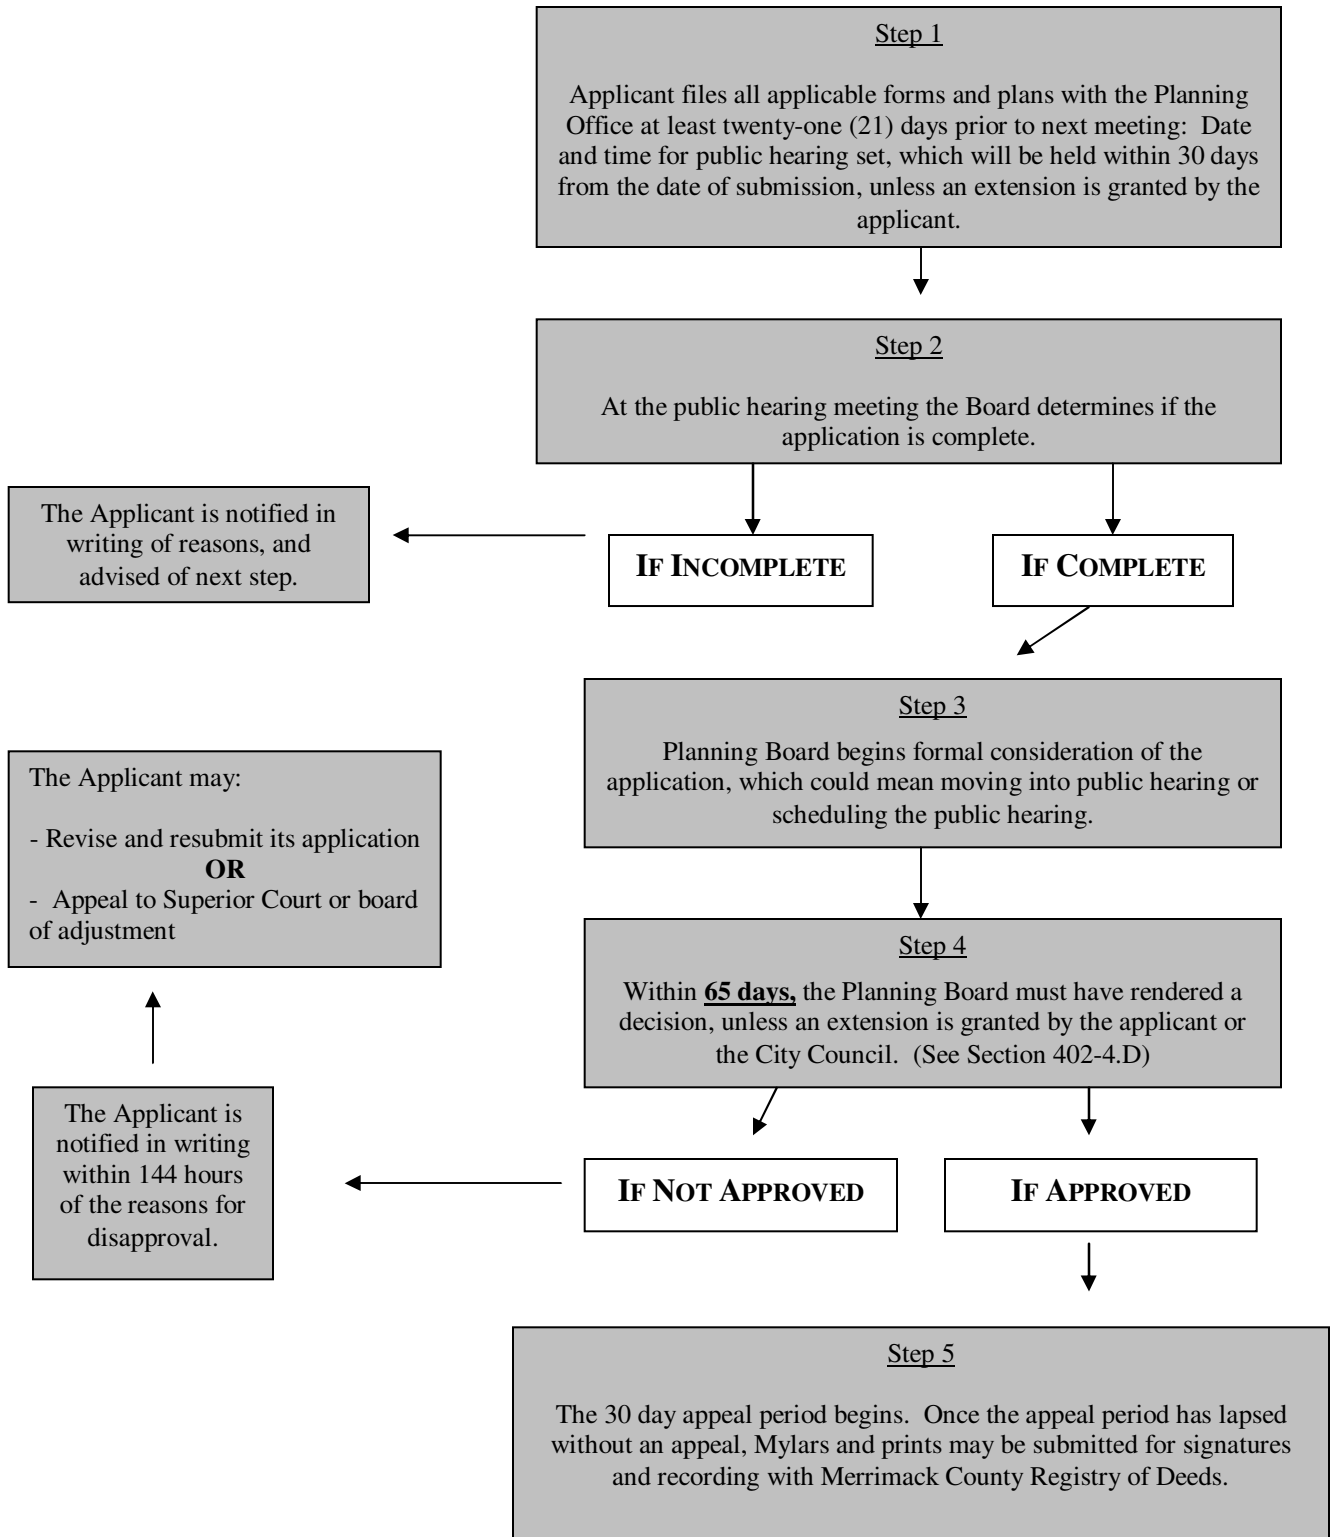 Step 1
Applicant files all applicable forms and plans with the Planning
Office at least twenty-one (21) days prior to next meeting:  Date
and time for public hearing set, which will be held within 30 days
from the date of submission, unless an extension is granted by the
applicant.
Step 2
At the public hearing meeting the Board determines if the
application is complete.
The Applicant is notified in
writing of reasons, and
advised of next step.
IF INCOMPLETE
IF COMPLETE
Step 3
Planning Board begins formal consideration of the
application, which could mean moving into public hearing or
scheduling the public hearing.
The Applicant may:
- Revise and resubmit its application
OR
-  Appeal to Superior Court or board
of adjustment
Step 4
Within 65 days, the Planning Board must have rendered a
decision, unless an extension is granted by the applicant or
the City Council.  (See Section 402-4.D)
The Applicant is
notified in writing
within 144 hours
of the reasons for
disapproval.
IF NOT APPROVED
IF APPROVED
Step 5
The 30 day appeal period begins.  Once the appeal period has lapsed
without an appeal, Mylars and prints may be submitted for signatures
and recording with Merrimack County Registry of Deeds.